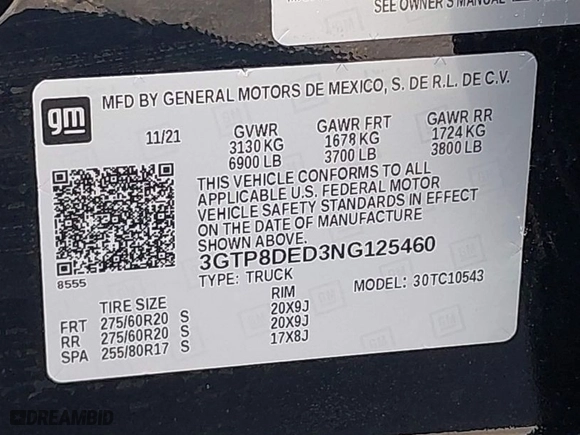 SEE OWNER'S MANUAL
MFD BY GENERAL MOTORS DE MEXICO, S. DE R.L. DE C.V.
gm
11/21 GVWR GAWR FRT GAWR RR
3130 KG 1678 KG 1724 KG
6900 LB 3700 LB 3800 LB
THIS VEHICLE CONFORMS TO ALL
APPLICABLE U.S. FEDERAL MOTOR
VEHICLE SAFETY STANDARDS IN EFFECT
ON THE DATE OF MANUFACTURE
SHOWN ABOVE.
3GTP8DED3NG125460
8555 TYPE: TRUCK MODEL: 30TC10543
TIRE SIZE RIM
FRT 275/60R20 S 20X9J
RR 275/60R20 S 20X9J
SPA 255/80R17 S 17X8J
DREAMBID